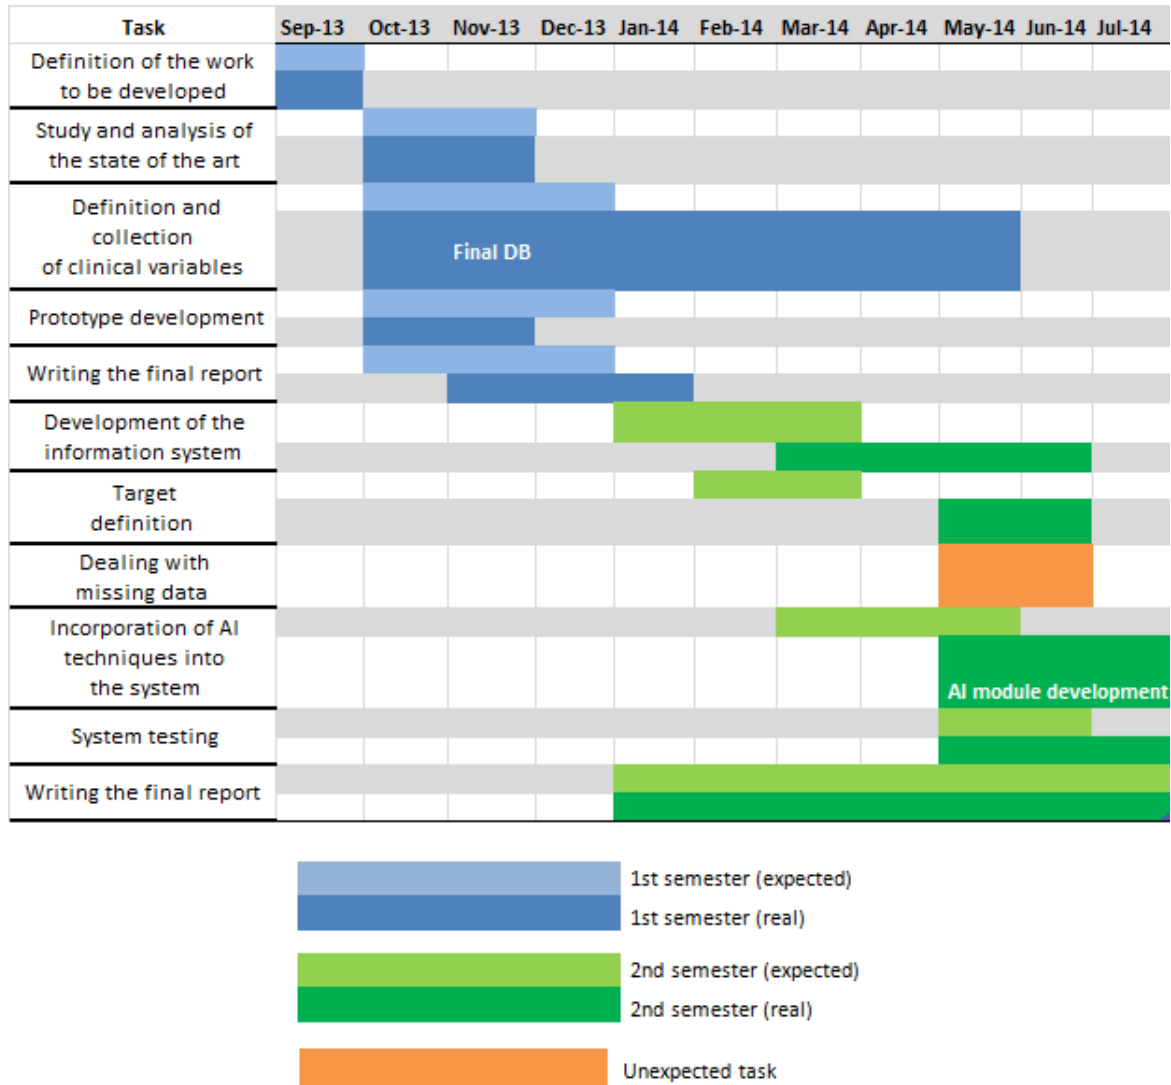 Task Sep-13 Oct-13 Nov-13 Dec-13 Jan-14 Feb-14 Mar-14 Apr-14 May-14 Jun-14 Jul-14
Definition of the work
to be developed
Study and analysis of
the state of the art
Definition and
collection
of clinical variables
Final DB
Prototype development
Writing the final report
Development of the
information system
Target
definition
Dealing with
missing data
Incorporation of AI
techniques into
the system
AI module development
System testing
Writing the final report
1st semester (expected)
1st semester (real)
2nd semester (expected)
2nd semester (real)
Unexpected task